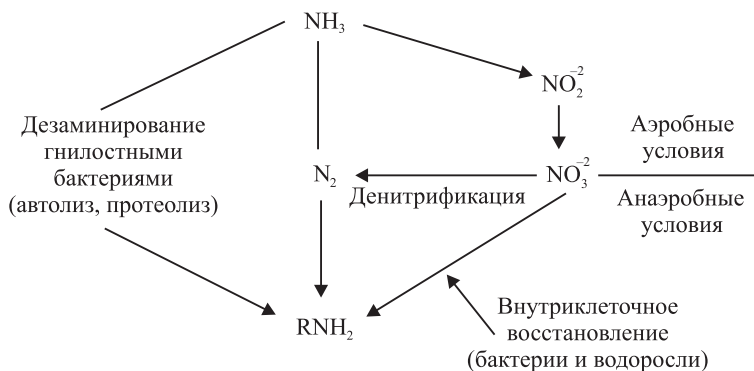 NH₃
NO₂⁻²
Дезаминирование
гнилостными
бактериями
(автолиз, протеолиз)
Аэробные
условия
N₂
Денитрификация
NO₃⁻²
Анаэробные
условия
RNH₂
Внутриклеточное
восстановление
(бактерии и водоросли)